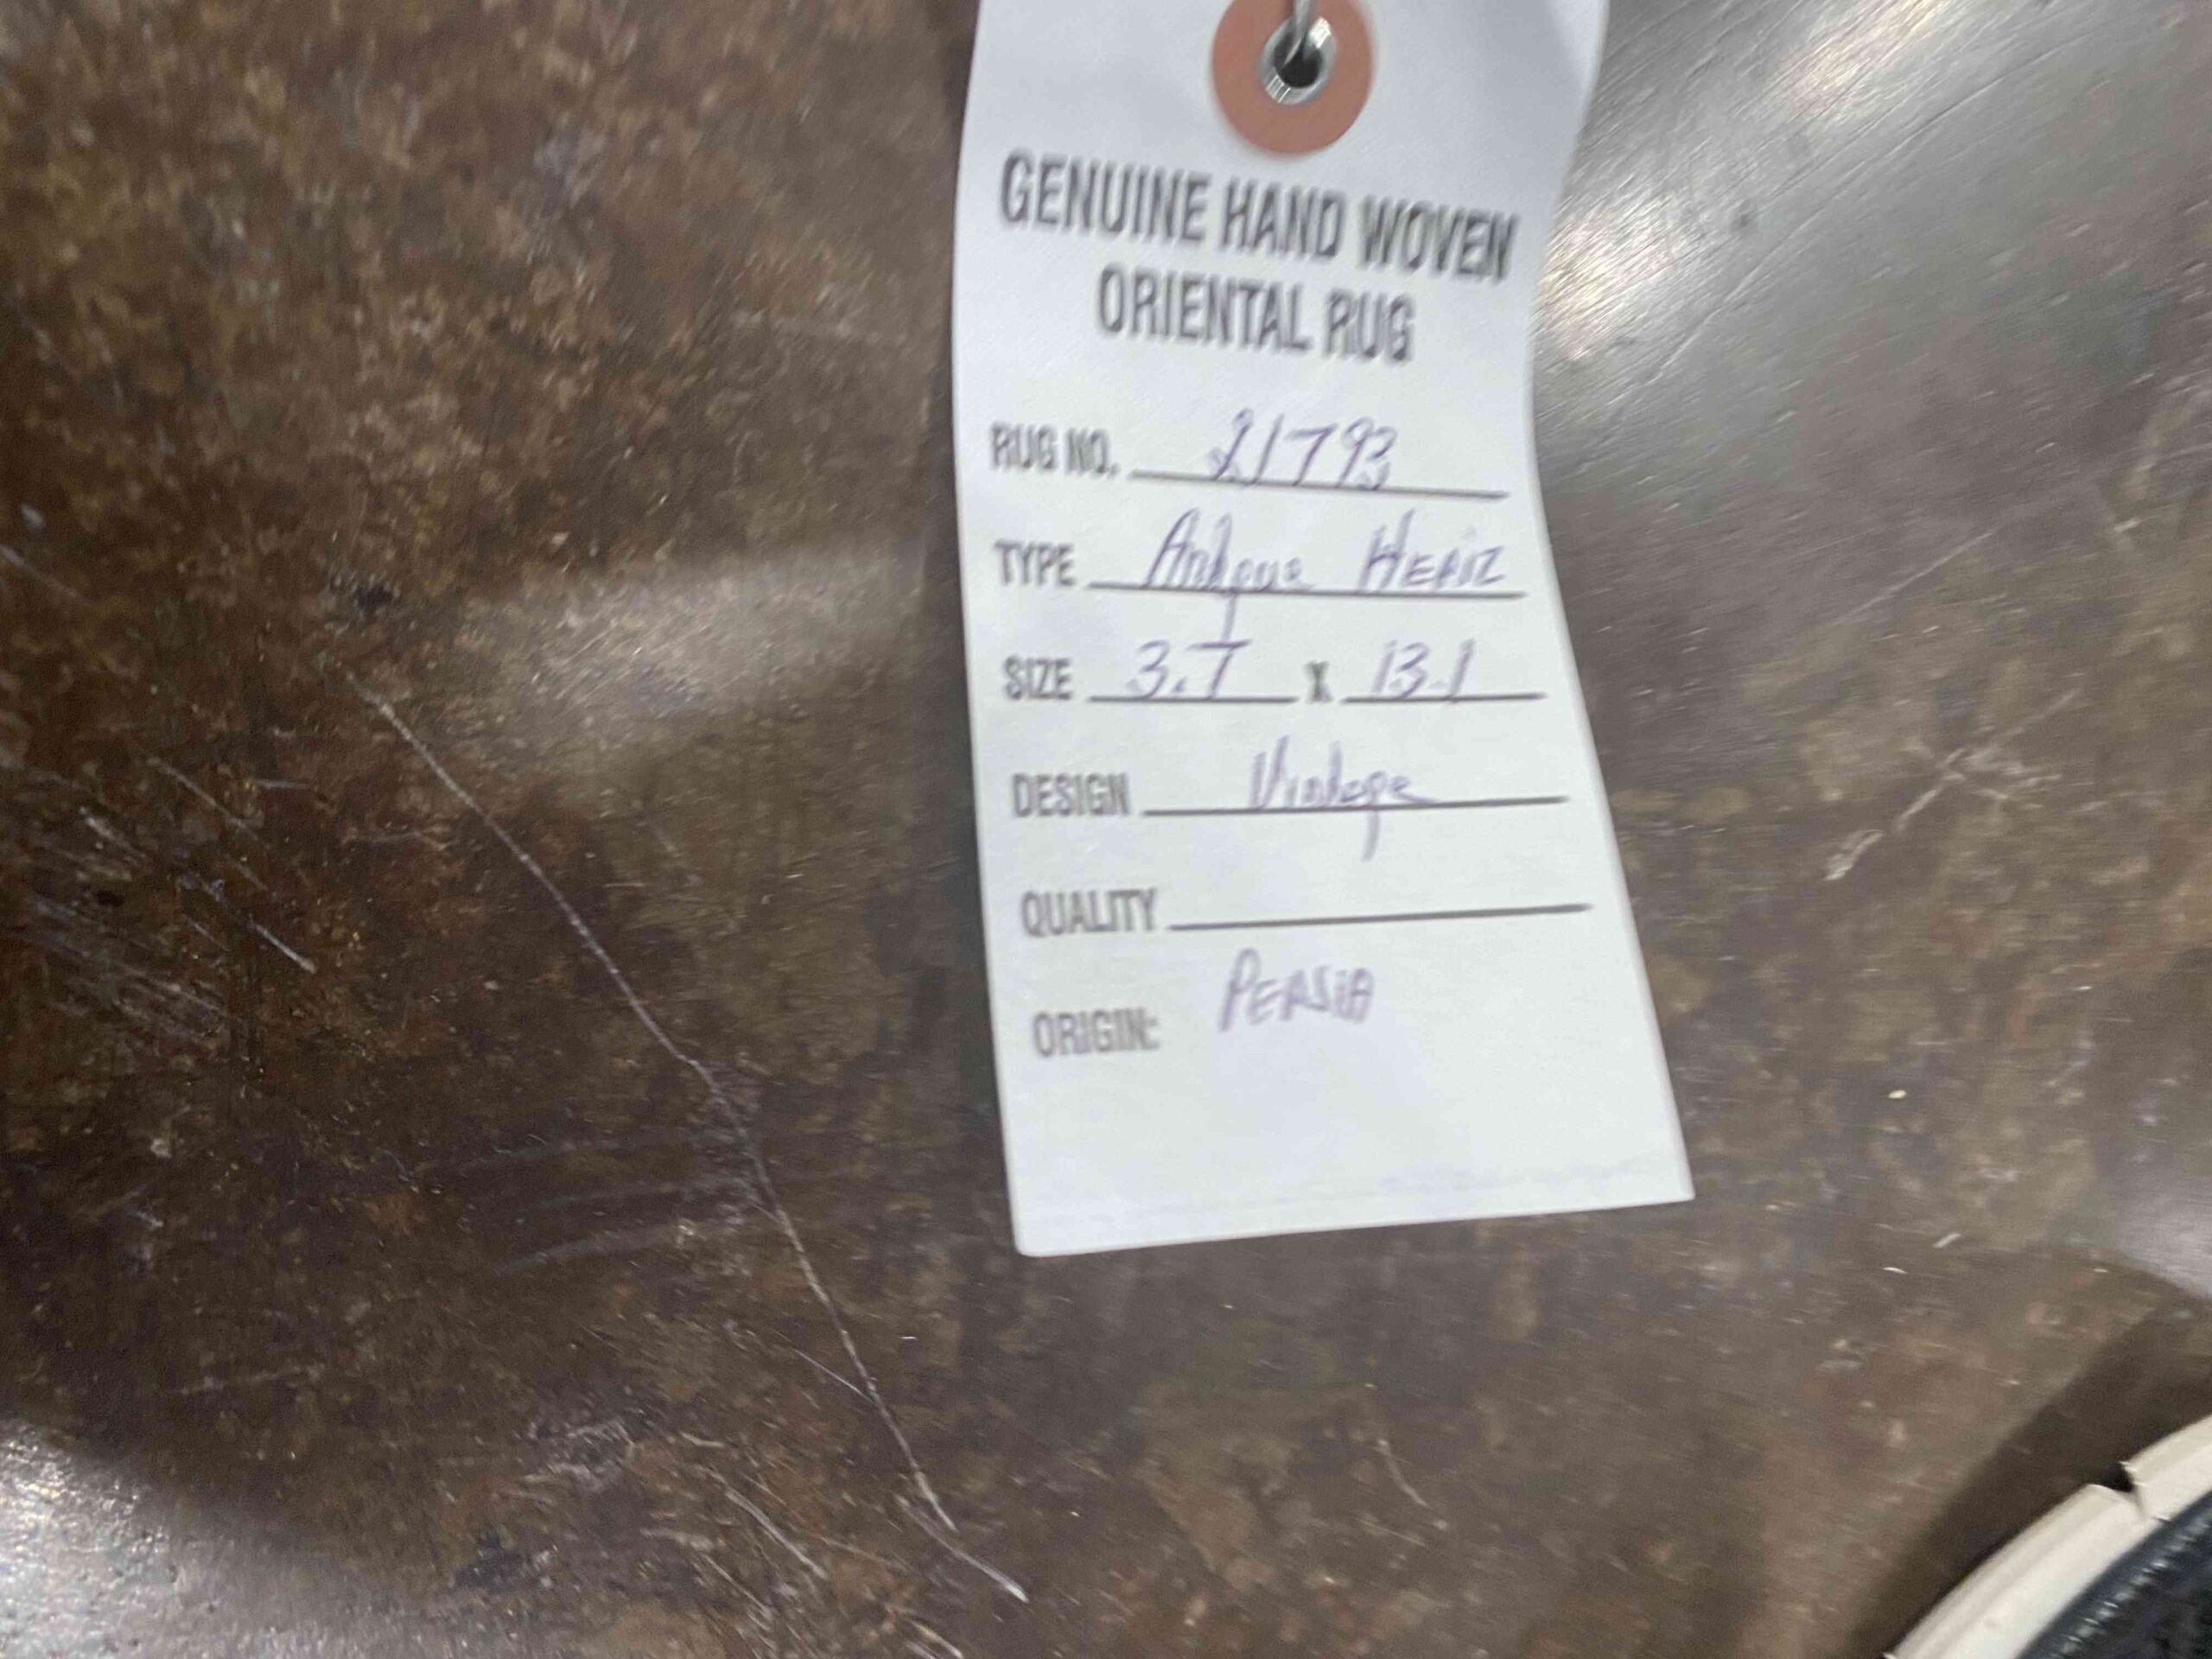 GENUINE HAND WOVEN
ORIENTAL RUG
RUG NO. 21793
TYPE Antique HERIZ
SIZE 3.7 X 13.1
DESIGN Vintage
QUALITY
ORIGIN: PERSIA